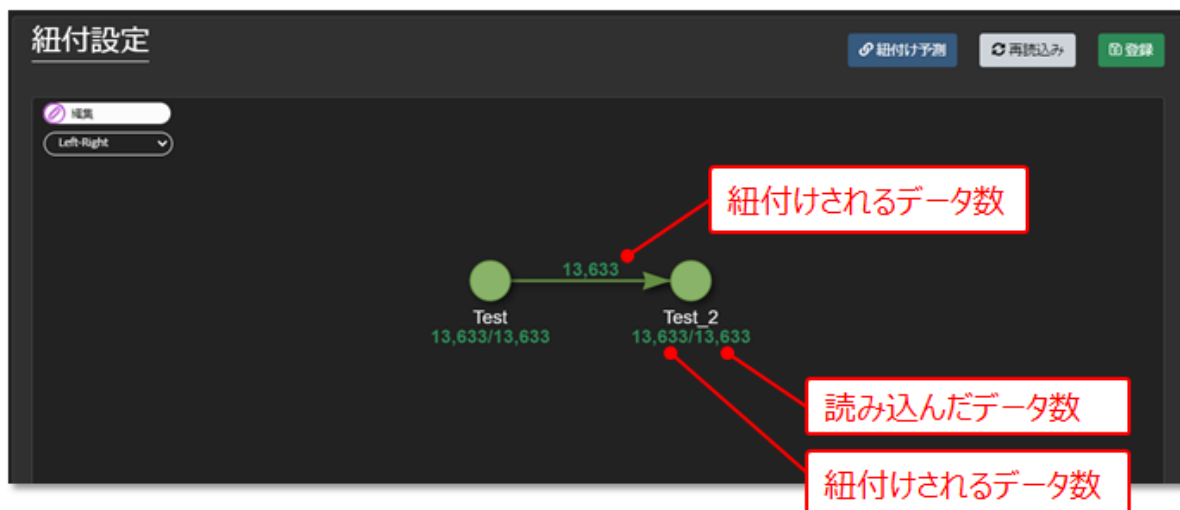 紐付設定
紐付け予測
再読込み
登録
編集
Left-Right
紐付けされるデータ数
13,633
Test
Test_2
13,633/13,633
13,633/13,633
読み込んだデータ数
紐付けされるデータ数